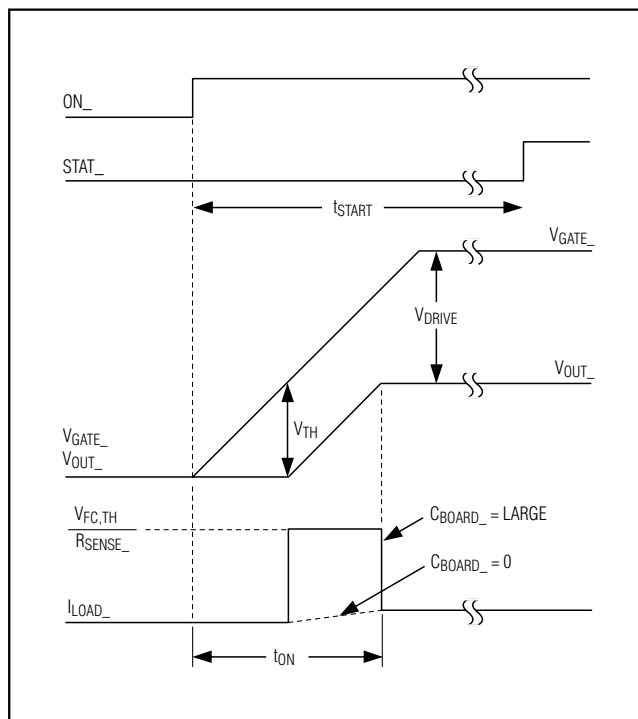 ON_
STAT_
tSTART
VGATE_
VDRIVE
VOUT_
VTH
VGATE_
VOUT_
VFC,TH
RSENSE_
CBOARD_ = LARGE
CBOARD_ = 0
ILOAD_
tON